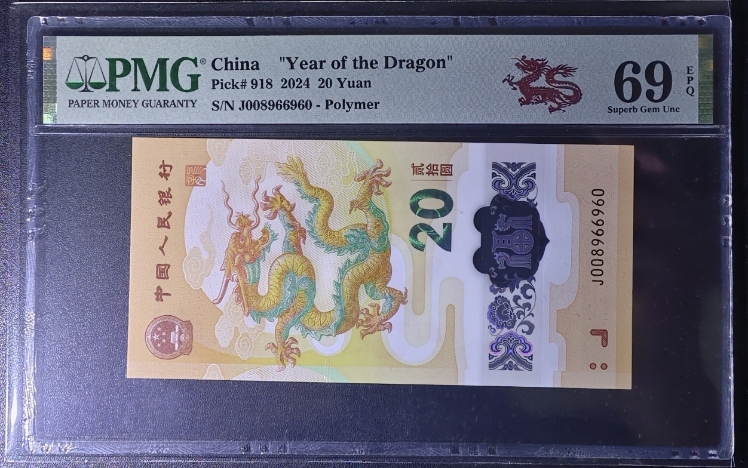 PMG®
PAPER MONEY GUARANTY
China "Year of the Dragon"
Pick# 918 2024 20 Yuan
S/N J008966960 - Polymer
69
EPQ
Superb Gem Unc
中国人民银行
贰拾圆
20
J008966960